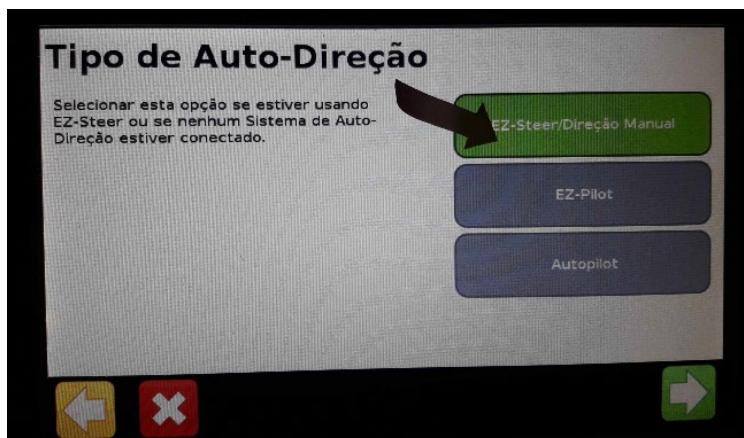 Tipo de Auto-Direção
Selecionar esta opção se estiver usando
EZ-Steer ou se nenhum Sistema de Auto-
Direção estiver conectado.
EZ-Steer/Direção Manual
EZ-Pilot
Autopilot